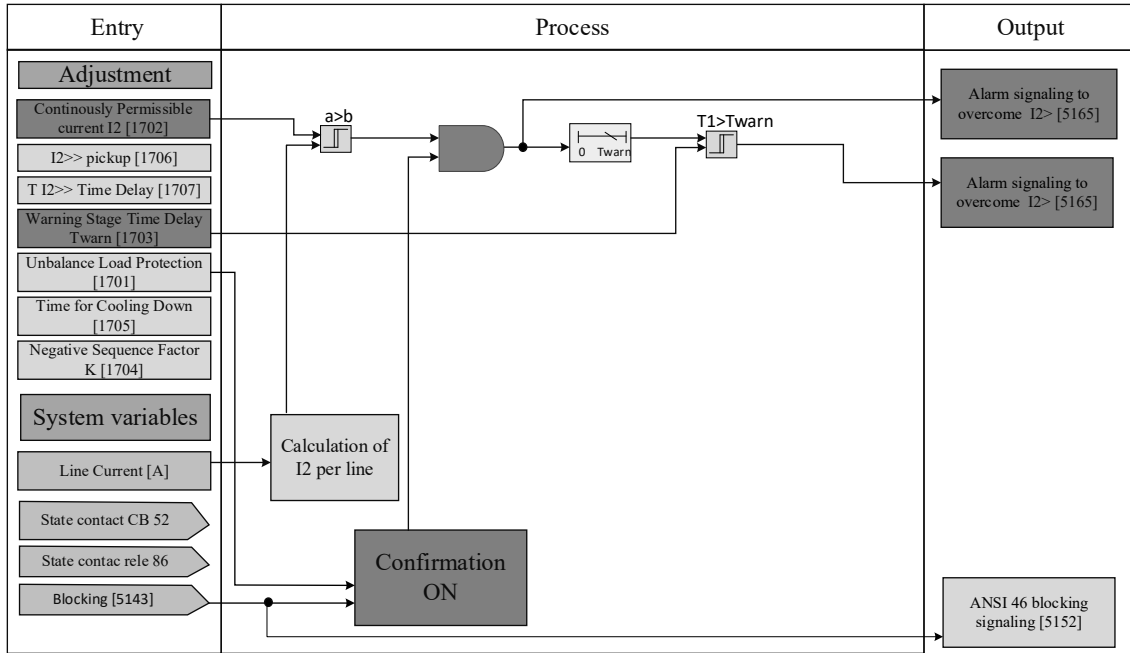 Entry
Process
Output
Adjustment
Continously Permissible
current I2 [1702]
I2>> pickup [1706]
T I2>> Time Delay [1707]
Warning Stage Time Delay
Twarn [1703]
Unbalance Load Protection
[1701]
Time for Cooling Down
[1705]
Negative Sequence Factor
K [1704]
System variables
Line Current [A]
State contact CB 52
State contac rele 86
Blocking [5143]
a>b
0 Twarn
T1>Twarn
Calculation of
I2 per line
Confirmation
ON
Alarm signaling to
overcome I2> [5165]
Alarm signaling to
overcome I2> [5165]
ANSI 46 blocking
signaling [5152]